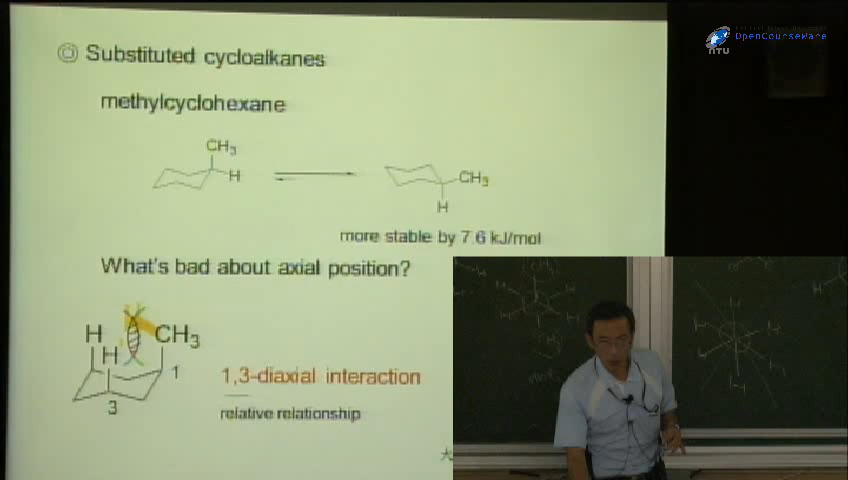 NTU OpenCourseWare
◎ Substituted cycloalkanes
methylcyclohexane
CH3
H
CH3
H
more stable by 7.6 kJ/mol
What's bad about axial position?
H
H
CH3
1
3
1,3-diaxial interaction
relative relationship
大